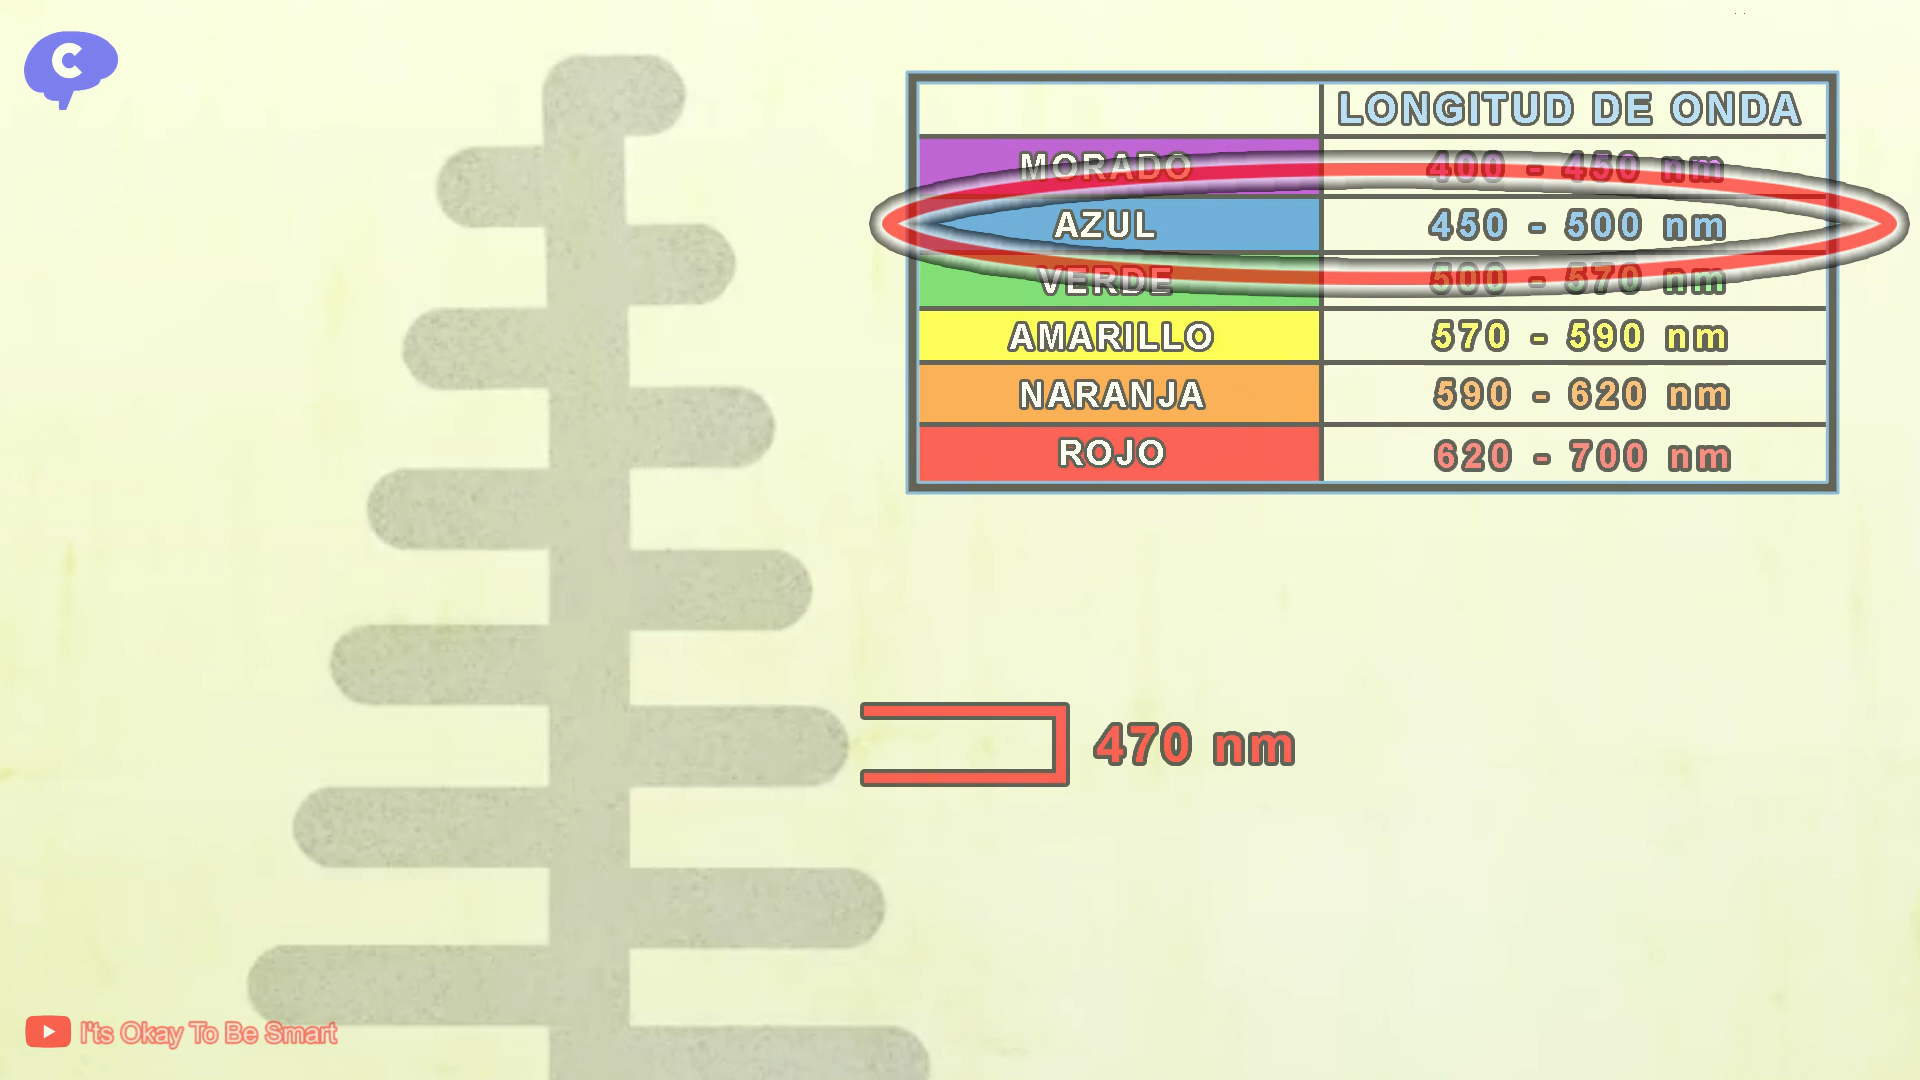 C
LONGITUD DE ONDA
MORADO 400 - 450 nm
AZUL 450 - 500 nm
VERDE 500 - 570 nm
AMARILLO 570 - 590 nm
NARANJA 590 - 620 nm
ROJO 620 - 700 nm
470 nm
I'ts Okay To Be Smart